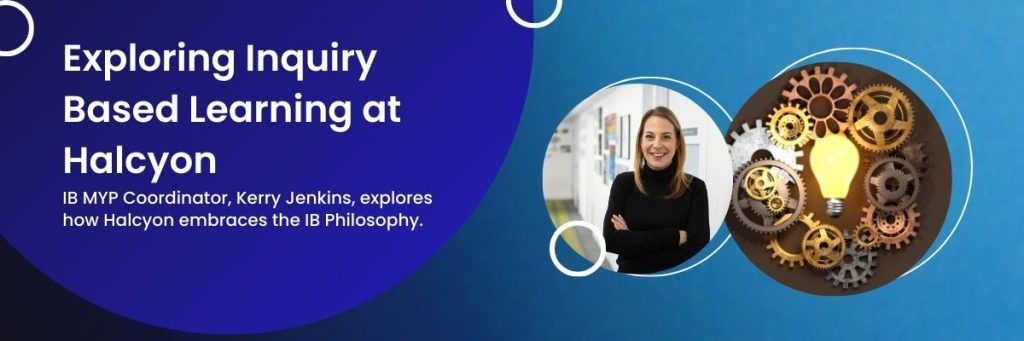 Exploring Inquiry
Based Learning at
Halcyon
IB MYP Coordinator, Kerry Jenkins, explores
how Halcyon embraces the IB Philosophy.